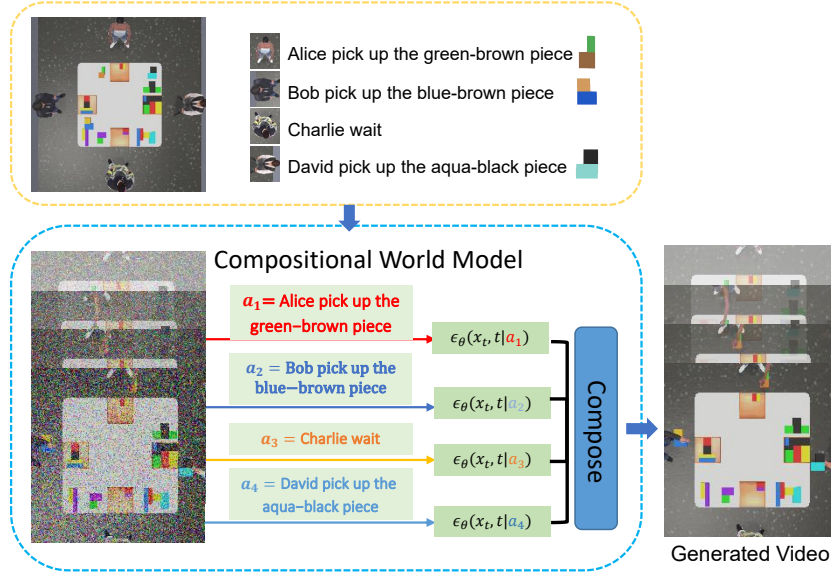 Alice pick up the green-brown piece
Bob pick up the blue-brown piece
Charlie wait
David pick up the aqua-black piece
Compositional World Model
a₁= Alice pick up the
green−brown piece
ϵθ(xₜ, t|a₁)
a₂ = Bob pick up the
blue−brown piece
ϵθ(xₜ, t|a₂)
a₃ = Charlie wait
ϵθ(xₜ, t|a₃)
a₄ = David pick up the
aqua−black piece
ϵθ(xₜ, t|a₄)
Compose
Generated Video